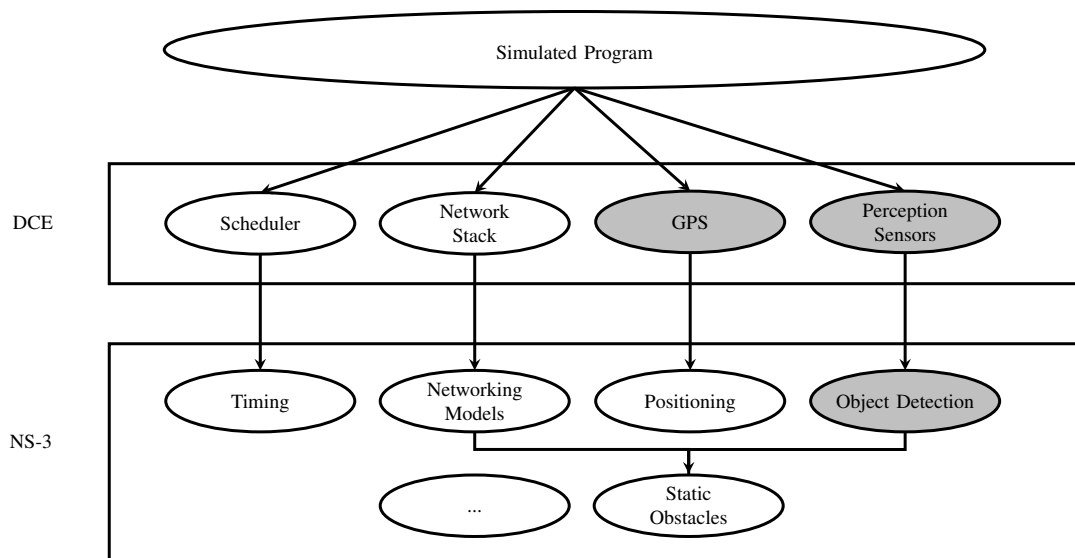 Simulated Program
DCE
Scheduler
Network
Stack
GPS
Perception
Sensors
NS-3
Timing
Networking
Models
Positioning
Object Detection
...
Static
Obstacles